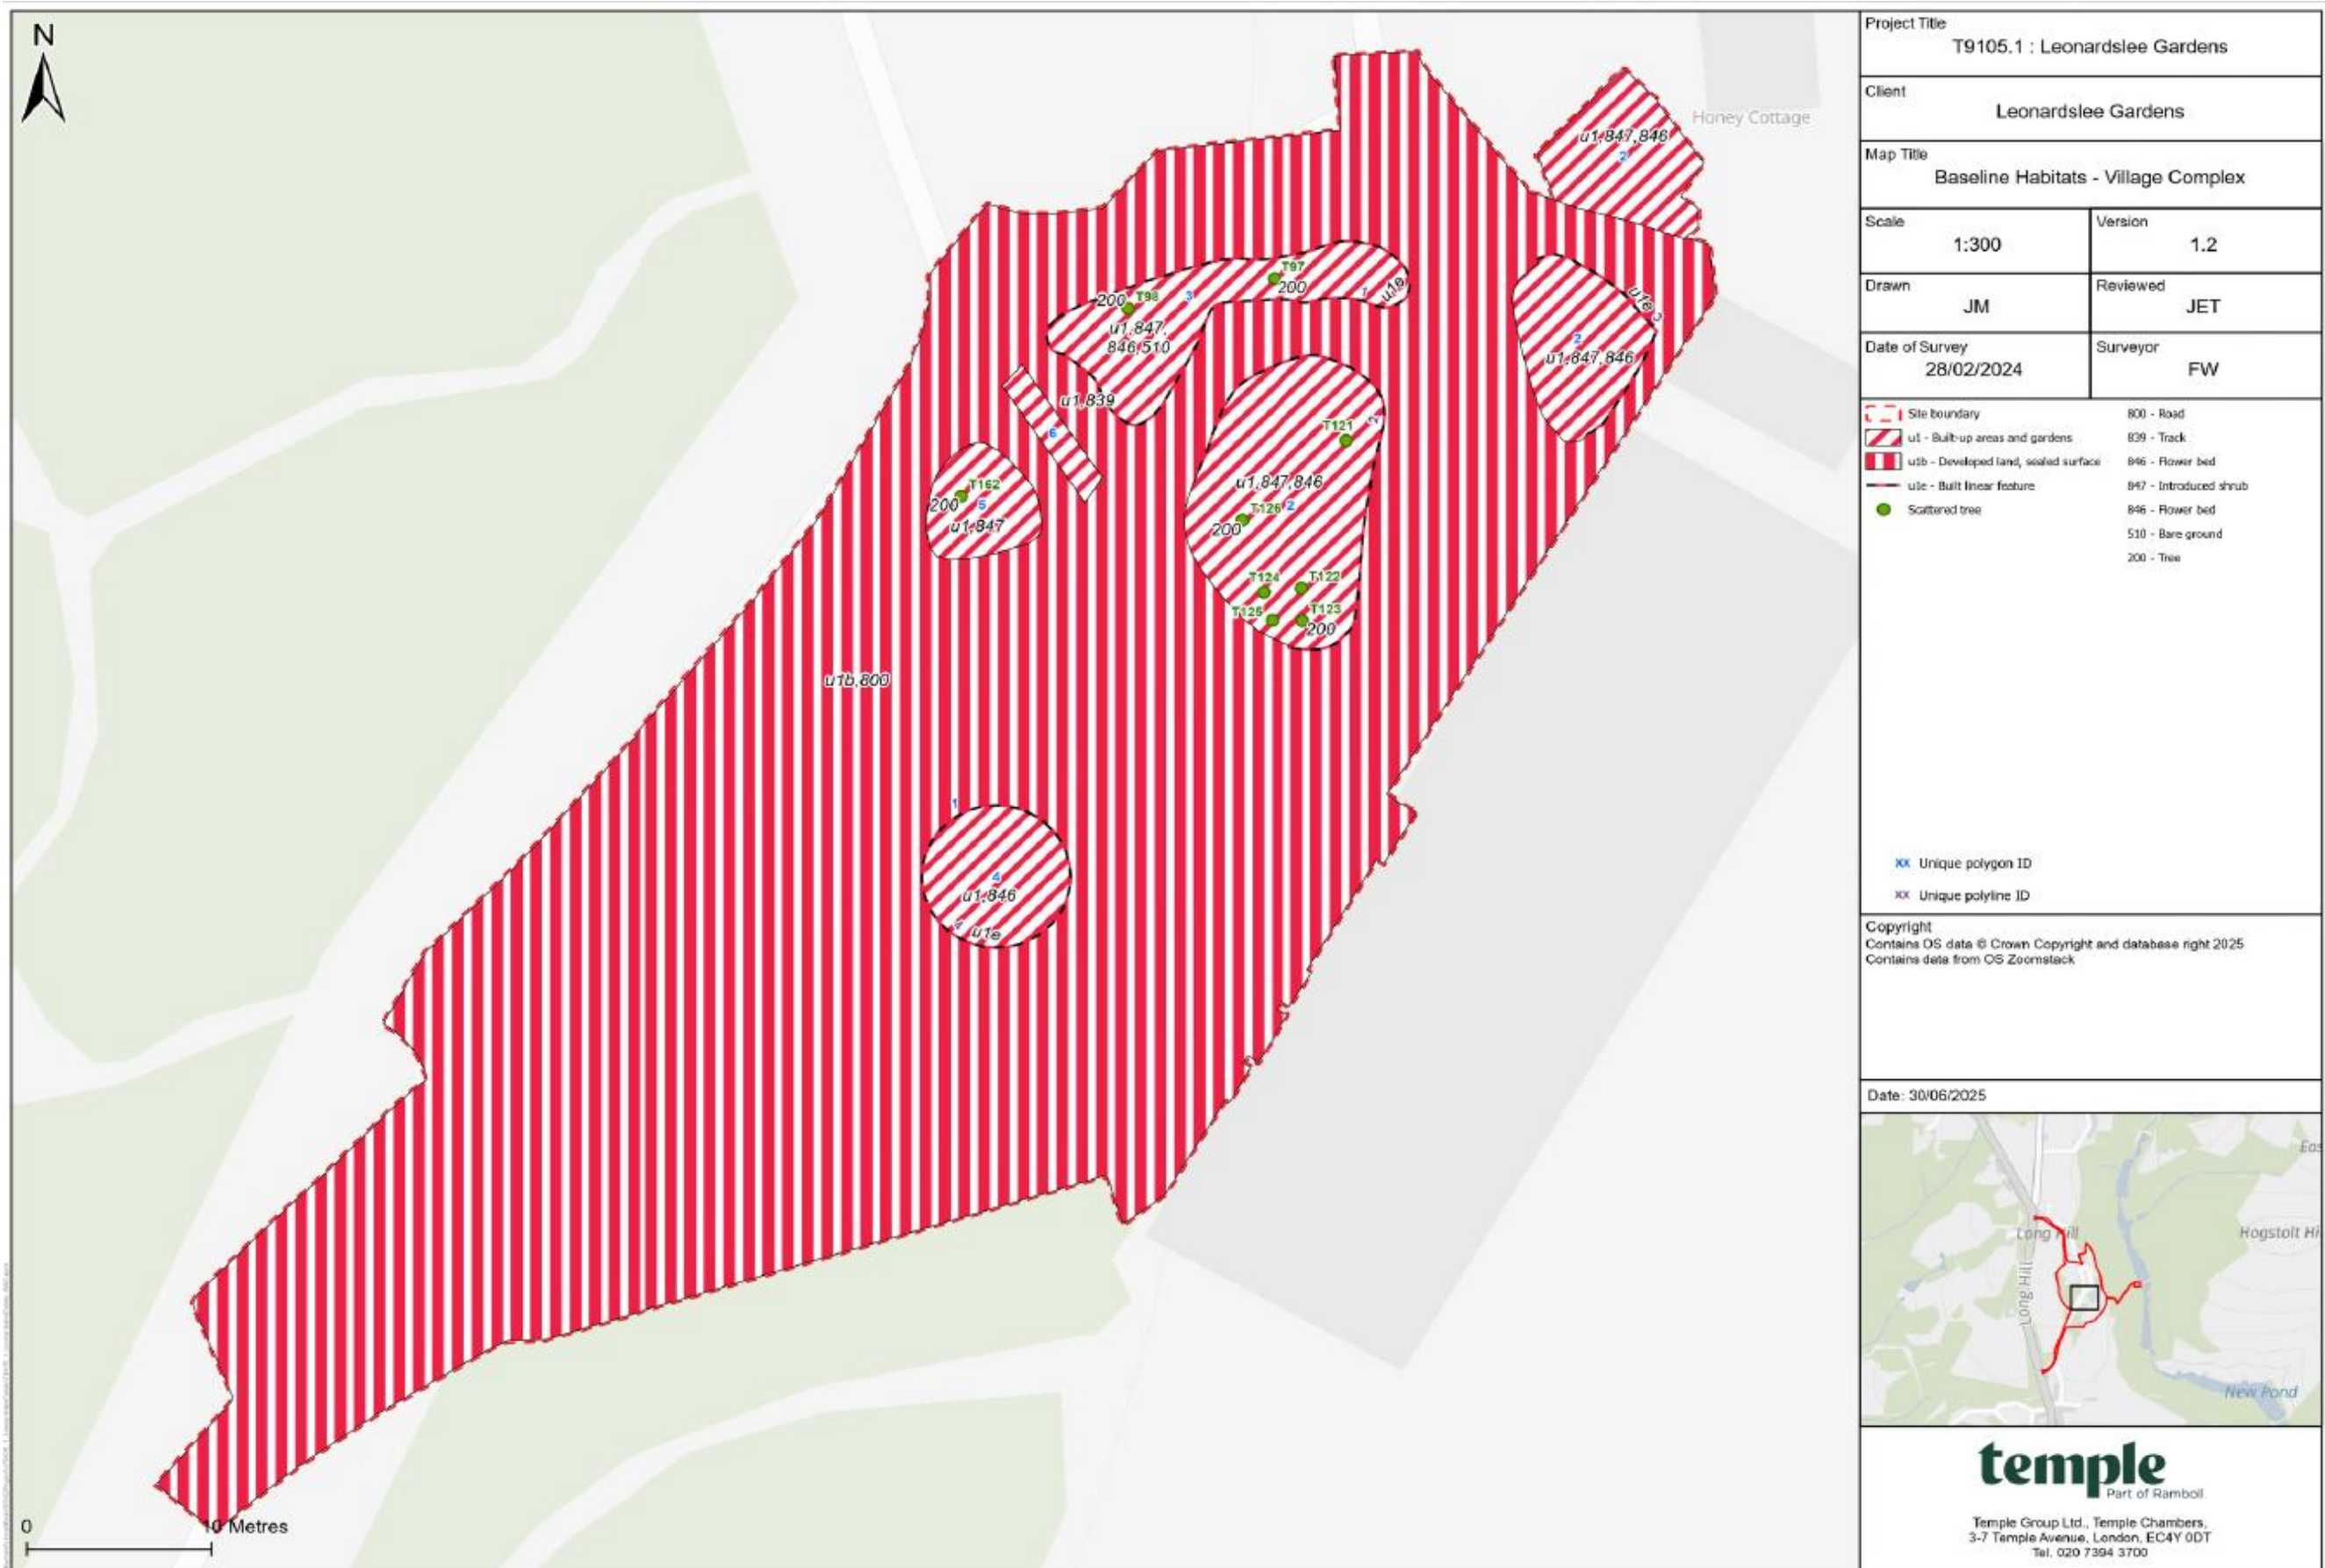 N
Honey Cottage
u1,847,846
2
T97
200
T98
200
3
1
u1e
u1,847,
846,510
u1e
2
u1,847,846
u1,839
6
T121
2
T162
200
5
u1,847
u1,847,846
T126
2
200
T124
T122
T125
T123
200
u1b,800
1
4
u1,846
4
u1e
0
10 Metres
Project Title
T9105.1 : Leonardslee Gardens
Client
Leonardslee Gardens
Map Title
Baseline Habitats - Village Complex
Scale
1:300
Version
1.2
Drawn
JM
Reviewed
JET
Date of Survey
28/02/2024
Surveyor
FW
Site boundary
u1 - Built-up areas and gardens
u1b - Developed land, sealed surface
u1e - Built linear feature
Scattered tree
800 - Road
839 - Track
846 - Flower bed
847 - Introduced shrub
846 - Flower bed
510 - Bare ground
200 - Tree
XX Unique polygon ID
XX Unique polyline ID
Copyright
Contains OS data © Crown Copyright and database right 2025
Contains data from OS Zoomstack
Date: 30/06/2025
Eas
Long Hill
Hogstolt Hi
Long Hill
New Pond
temple
Part of Ramboll
Temple Group Ltd., Temple Chambers,
3-7 Temple Avenue, London, EC4Y 0DT
Tel. 020 7394 3700